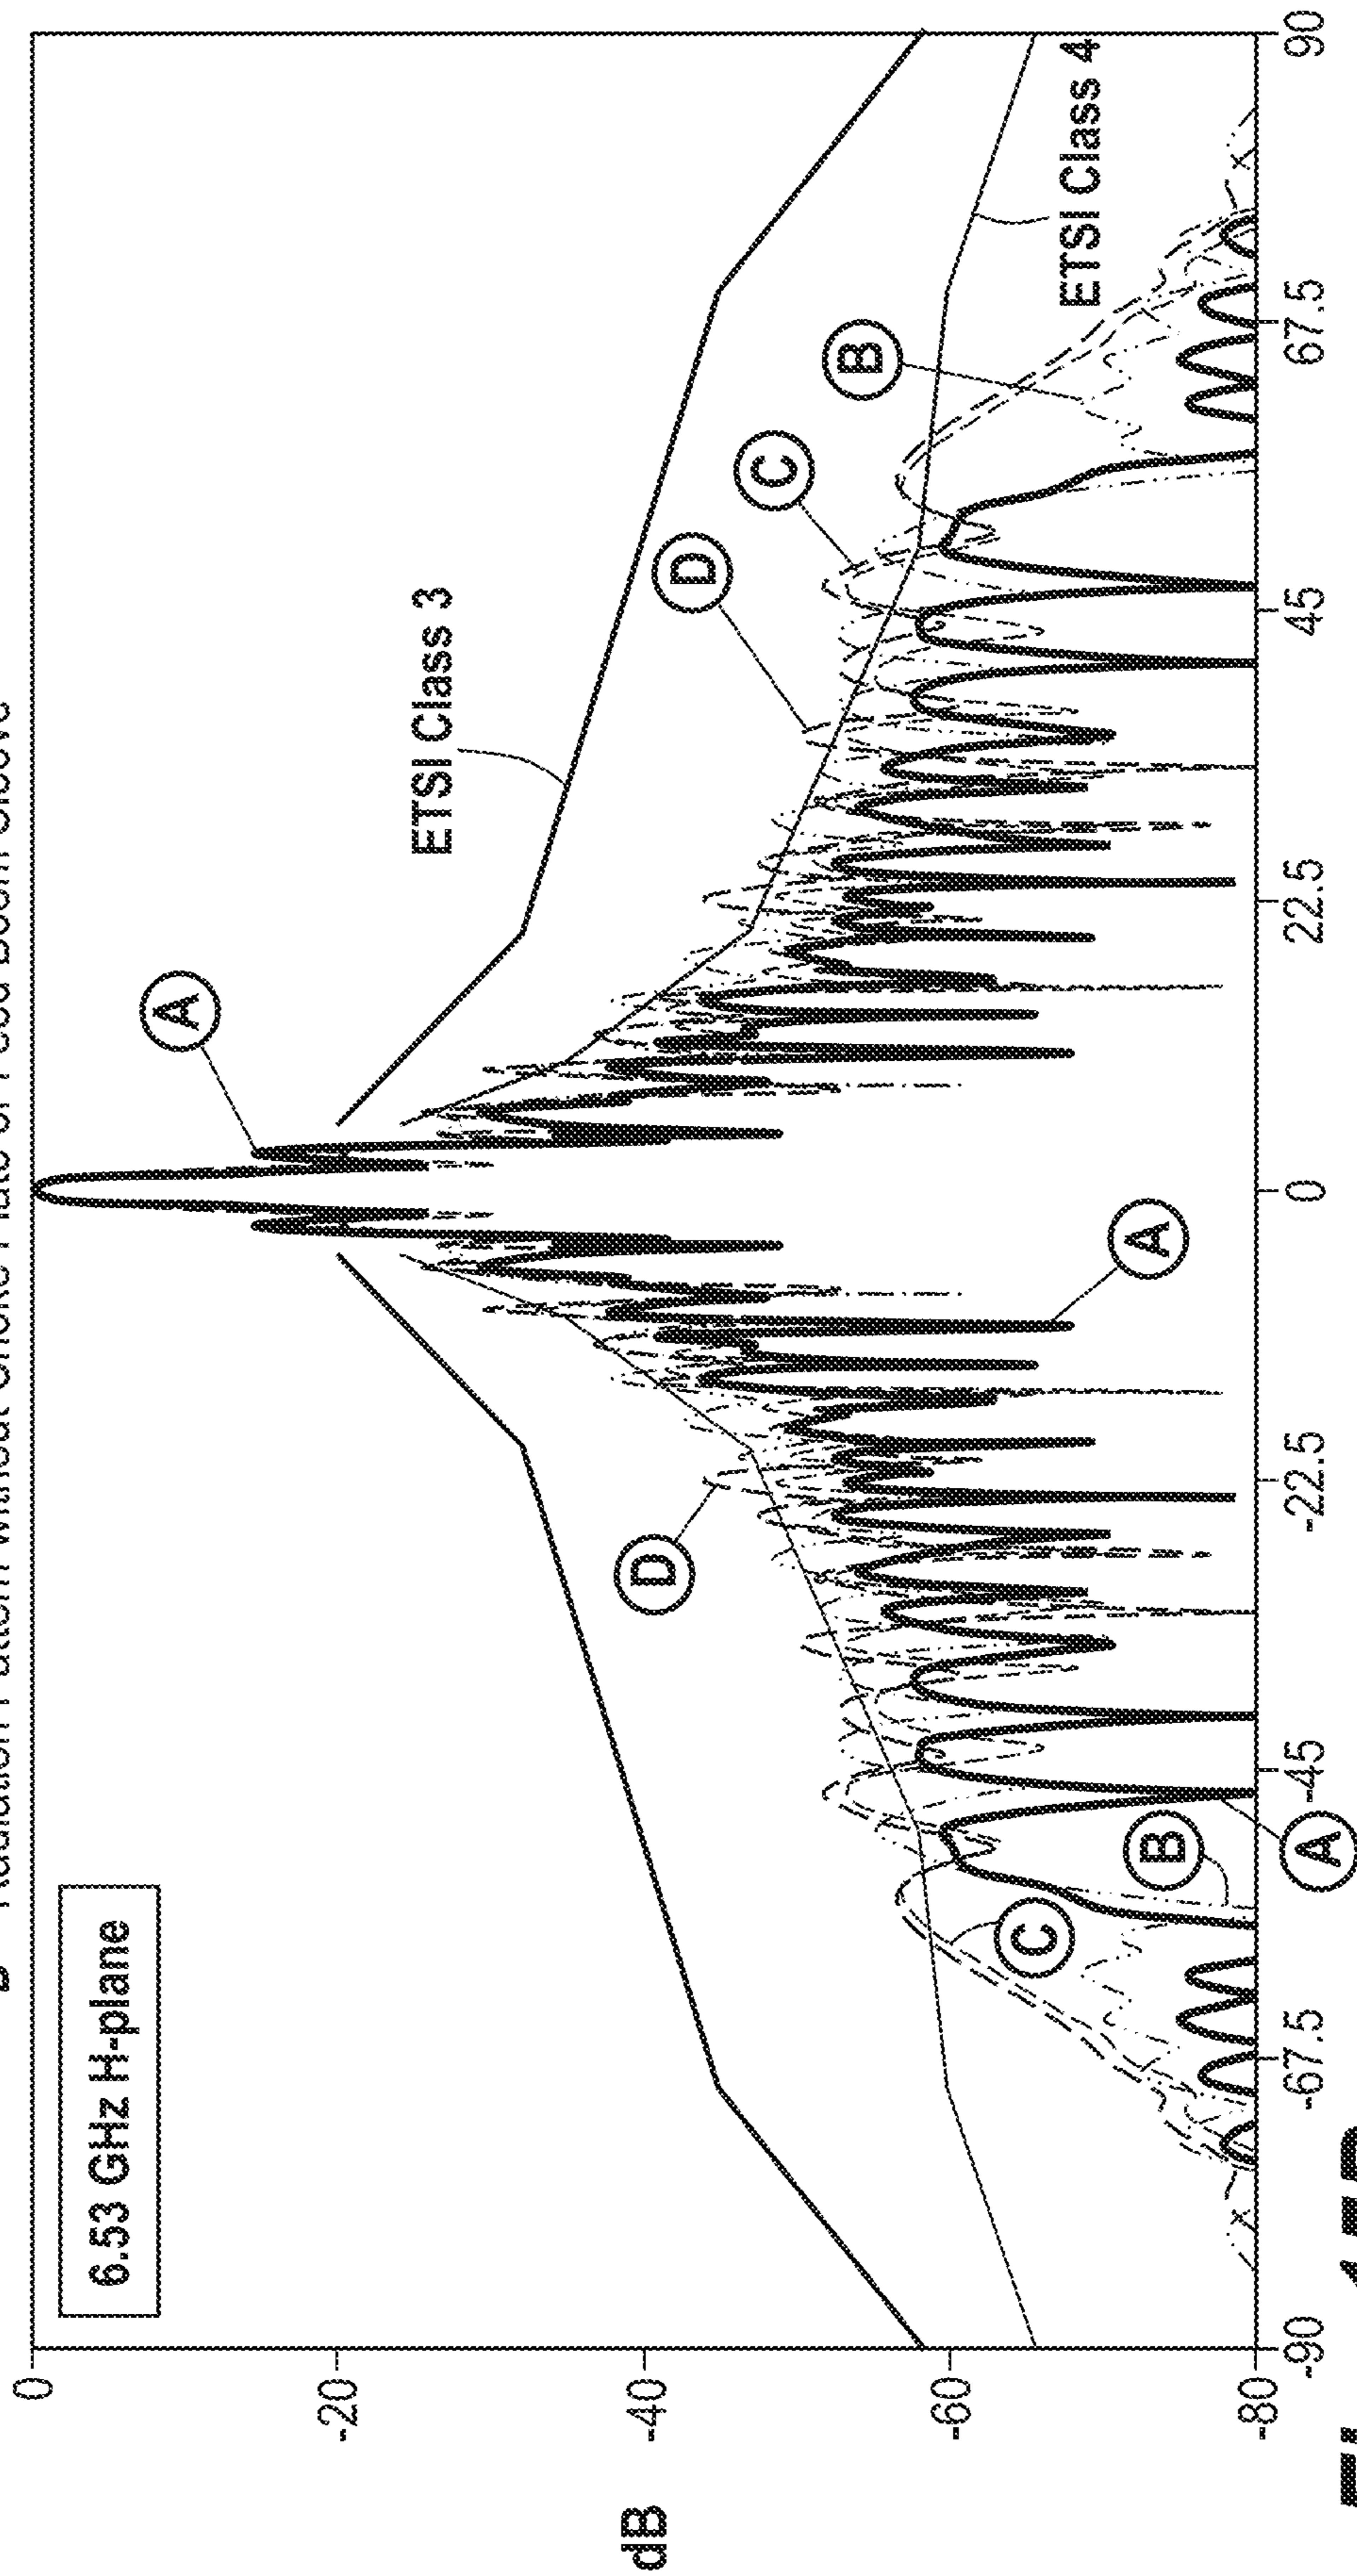 D - Radiation Pattern without Choke Plate or Feed Boom Sleeve
6.53 GHz H-plane
ETSI Class 3
ETSI Class 4
A
D
C
B
D
A
C
B
A
dB
0
-20
-40
-60
-80
-90
-67.5
-45
-22.5
0
22.5
45
67.5
90